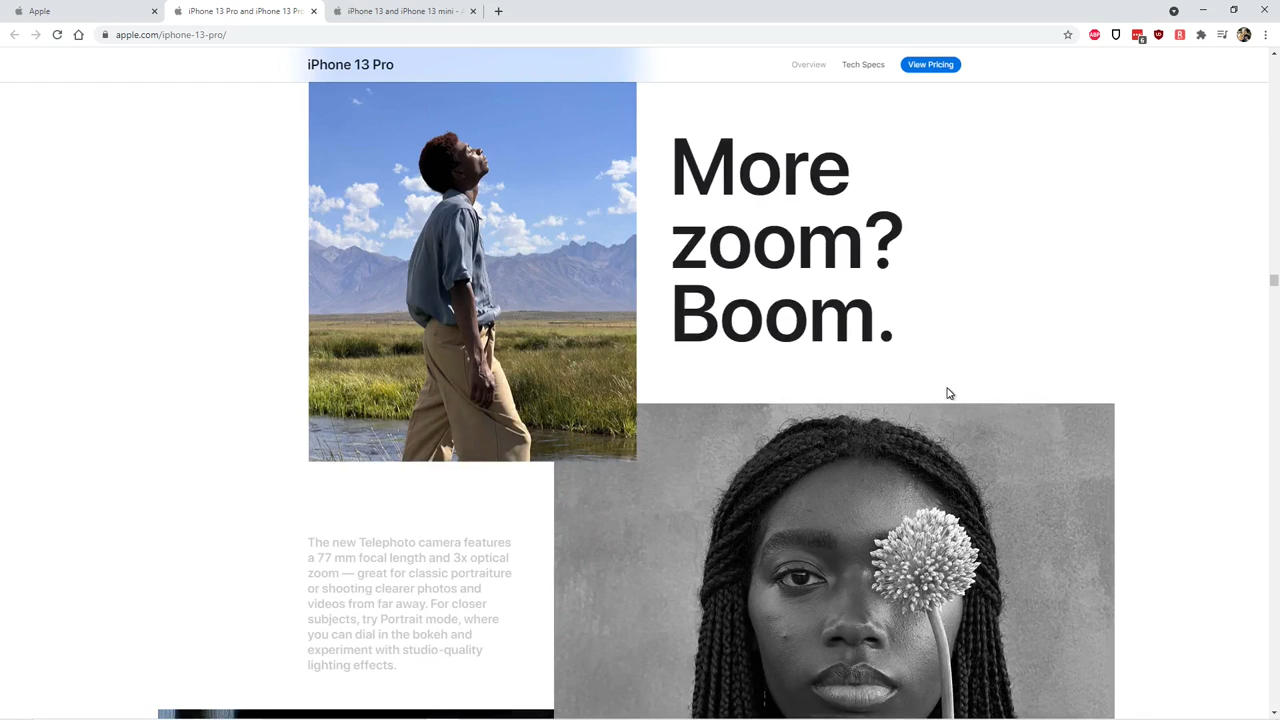 Apple
iPhone 13 Pro and iPhone 13 Pro
iPhone 13 and iPhone 13 mini - A
apple.com/iphone-13-pro/
6
iPhone 13 Pro
Overview
Tech Specs
View Pricing
More
zoom?
Boom.
The new Telephoto camera features
a 77 mm focal length and 3x optical
zoom — great for classic portraiture
or shooting clearer photos and
videos from far away. For closer
subjects, try Portrait mode, where
you can dial in the bokeh and
experiment with studio-quality
lighting effects.